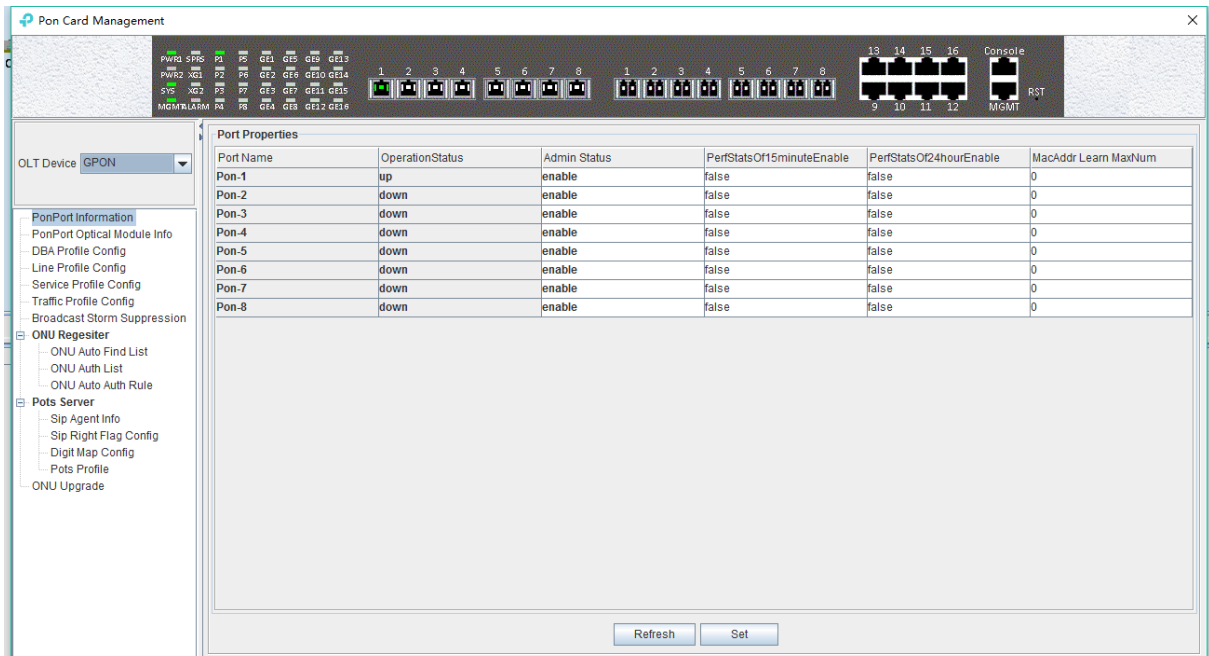 Pon Card Management
PWR1 SPRS P1 P5 GE1 GE5 GE9 GE13
PWR2 XG1 P2 P6 GE2 GE6 GE10 GE14
SYS XG2 P3 P7 GE3 GE7 GE11 GE15
MGMT ALARM P4 P8 GE4 GE8 GE12 GE16
1 2 3 4 5 6 7 8 1 2 3 4 5 6 7 8
13 14 15 16 Console
9 10 11 12 MGMT RST
OLT Device GPON
PonPort Information
PonPort Optical Module Info
DBA Profile Config
Line Profile Config
Service Profile Config
Traffic Profile Config
Broadcast Storm Suppression
ONU Regesiter
ONU Auto Find List
ONU Auth List
ONU Auto Auth Rule
Pots Server
Sip Agent Info
Sip Right Flag Config
Digit Map Config
Pots Profile
ONU Upgrade
Port Properties
Port Name OperationStatus Admin Status PerfStatsOf15minuteEnable PerfStatsOf24hourEnable MacAddr Learn MaxNum
Pon-1 up enable false false 0
Pon-2 down enable false false 0
Pon-3 down enable false false 0
Pon-4 down enable false false 0
Pon-5 down enable false false 0
Pon-6 down enable false false 0
Pon-7 down enable false false 0
Pon-8 down enable false false 0
Refresh Set